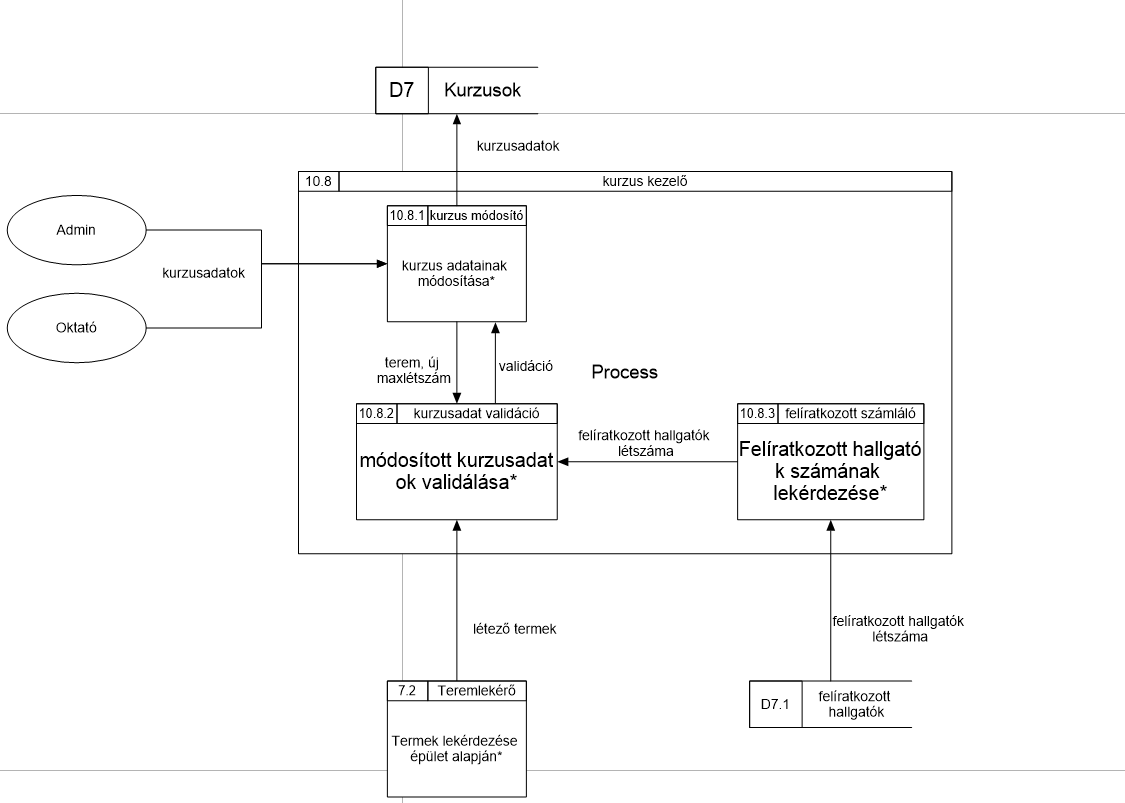 D7 Kurzusok
kurzusadatok
10.8 kurzus kezelő
10.8.1 kurzus módosító
Admin
kurzus adatainak
módosítása*
kurzusadatok
Oktató
terem, új
maxlétszám
validáció
Process
10.8.2 kurzusadat validáció
10.8.3 felíratkozott számláló
módosított kurzusadat
ok validálása*
felíratkozott hallgatók
létszáma
Felíratkozott hallgató
k számának
lekérdezése*
létező termek
felíratkozott hallgatók
létszáma
7.2 Teremlekérő
Termek lekérdezése
épület alapján*
D7.1
felíratkozott
hallgatók